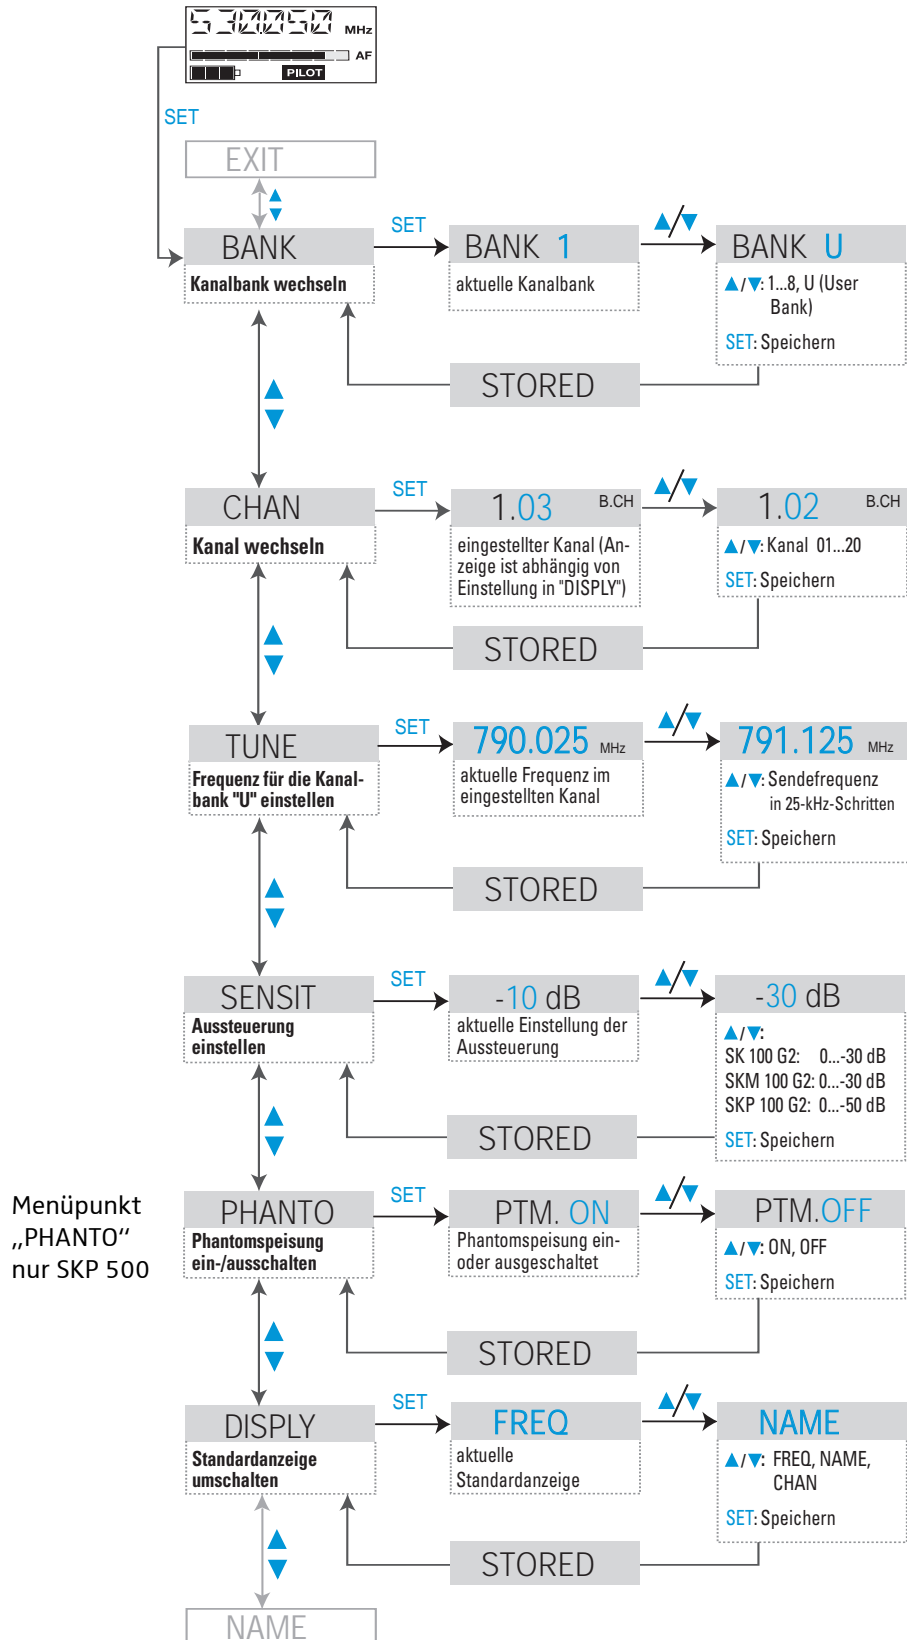 530.050 MHz
AF
PILOT
SET
EXIT
BANK
Kanalbank wechseln
SET
BANK 1
aktuelle Kanalbank
▲/▼
BANK U
▲/▼: 1...8, U (User
Bank)
SET: Speichern
STORED
CHAN
Kanal wechseln
SET
1.03 B.CH
eingestellter Kanal (An-
zeige ist abhängig von
Einstellung in "DISPLY")
▲/▼
1.02 B.CH
▲/▼: Kanal 01...20
SET: Speichern
STORED
TUNE
Frequenz für die Kanal-
bank "U" einstellen
SET
790.025 MHz
aktuelle Frequenz im
eingestellten Kanal
▲/▼
791.125 MHz
▲/▼: Sendefrequenz
in 25-kHz-Schritten
SET: Speichern
STORED
SENSIT
Aussteuerung
einstellen
SET
-10 dB
aktuelle Einstellung der
Aussteuerung
▲/▼
-30 dB
▲/▼:
SK 100 G2: 0...-30 dB
SKM 100 G2: 0...-30 dB
SKP 100 G2: 0...-50 dB
SET: Speichern
STORED
Menüpunkt
„PHANTO“
nur SKP 500
PHANTO
Phantomspeisung
ein-/ausschalten
SET
PTM. ON
Phantomspeisung ein-
oder ausgeschaltet
▲/▼
PTM.OFF
▲/▼: ON, OFF
SET: Speichern
STORED
DISPLY
Standardanzeige
umschalten
SET
FREQ
aktuelle
Standardanzeige
▲/▼
NAME
▲/▼: FREQ, NAME,
CHAN
SET: Speichern
STORED
NAME